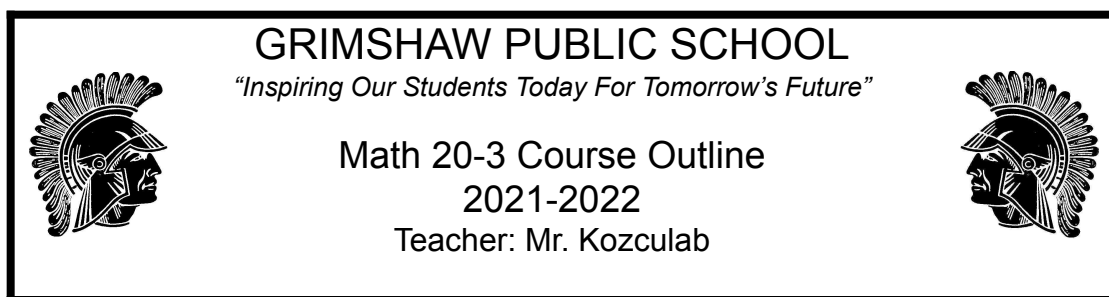 GRIMSHAW PUBLIC SCHOOL
“Inspiring Our Students Today For Tomorrow’s Future”
Math 20-3 Course Outline
2021-2022
Teacher: Mr. Kozculab